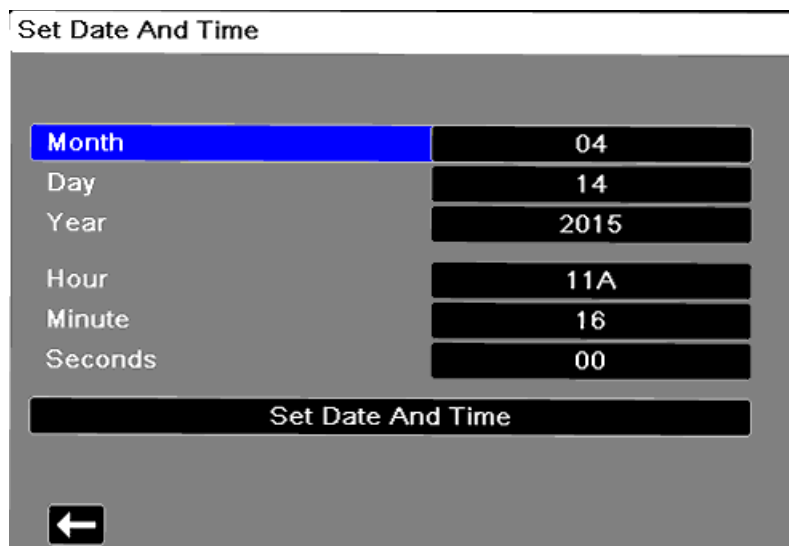 Set Date And Time
Month 04
Day 14
Year 2015
Hour 11A
Minute 16
Seconds 00
Set Date And Time